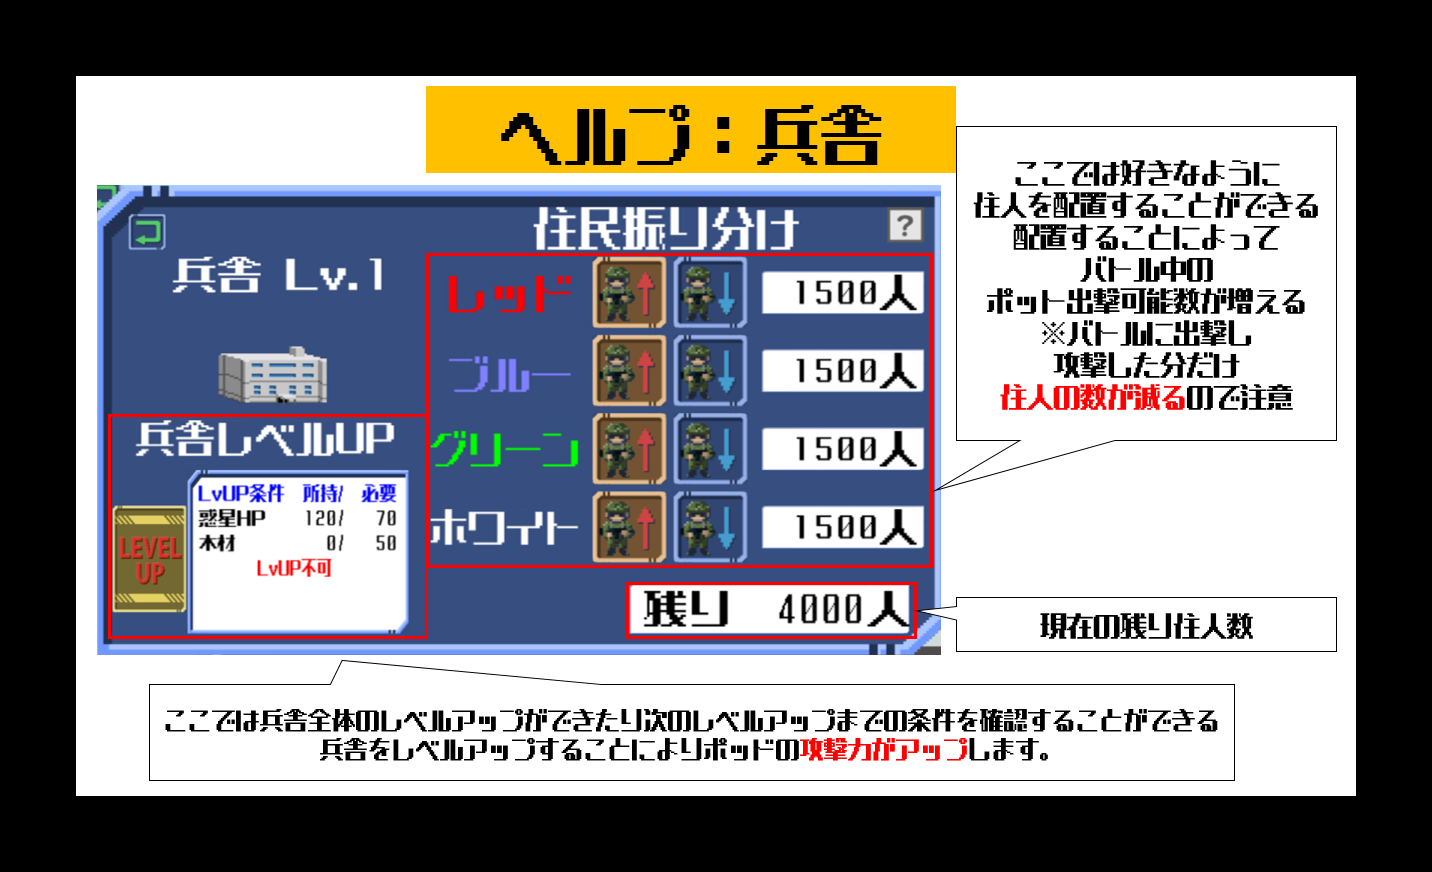 ヘルプ：兵舎
ここでは好きなように
住人を配置することができる
配置することによって
バトル中の
ポット出撃可能数が増える
※バトルに出撃し
攻撃した分だけ
住人の数が減るので注意
住民振り分け
?
兵舎 Lv.1
レッド
1500人
ブルー
1500人
グリーン
1500人
ホワイト
1500人
兵舎レベルUP
LEVEL
UP
LvUP条件 所持/ 必要
惑星HP 120/ 70
木材 0/ 50
LvUP不可
残り 4000人
現在の残り住人数
ここでは兵舎全体のレベルアップができたり次のレベルアップまでの条件を確認することができる
兵舎をレベルアップすることによりポッドの攻撃力がアップします。